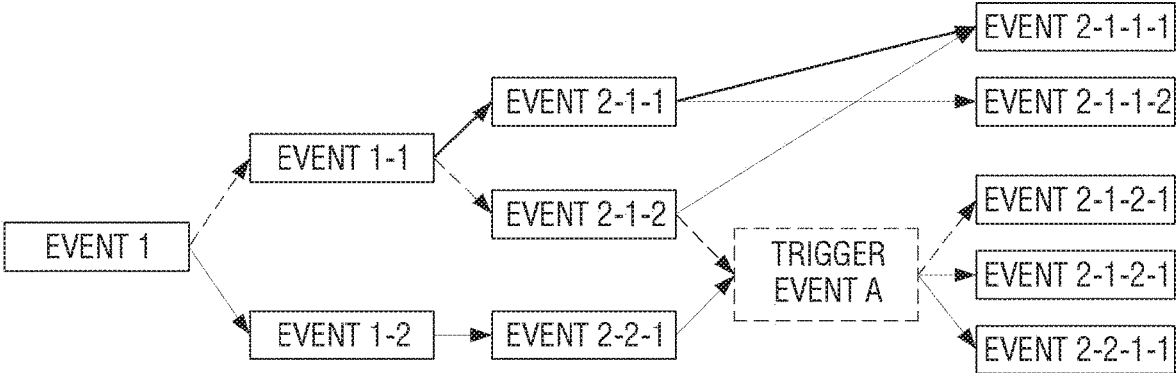 EVENT 1
EVENT 1-1
EVENT 1-2
EVENT 2-1-1
EVENT 2-1-2
EVENT 2-2-1
TRIGGER
EVENT A
EVENT 2-1-1-1
EVENT 2-1-1-2
EVENT 2-1-2-1
EVENT 2-1-2-1
EVENT 2-2-1-1